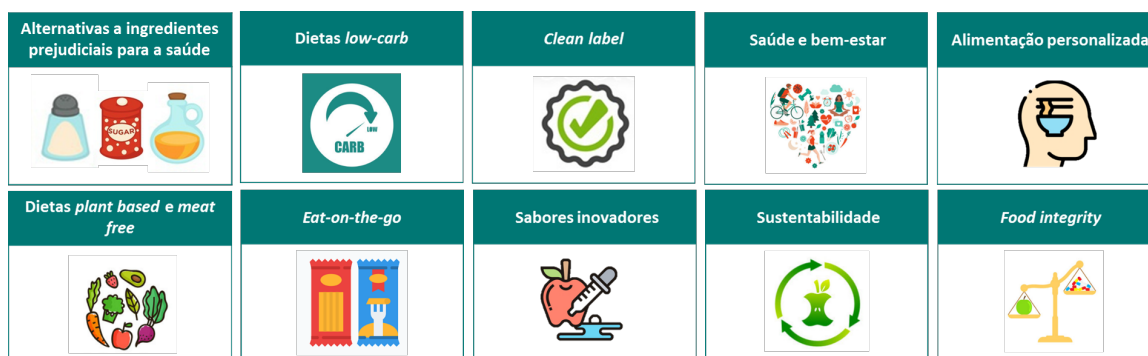 Alternativas a ingredientes
prejudiciais para a saúde
Dietas low-carb
Clean label
Saúde e bem-estar
Alimentação personalizada
SUGAR
LOW
CARB
Dietas plant based e meat
free
Eat-on-the-go
Sabores inovadores
Sustentabilidade
Food integrity